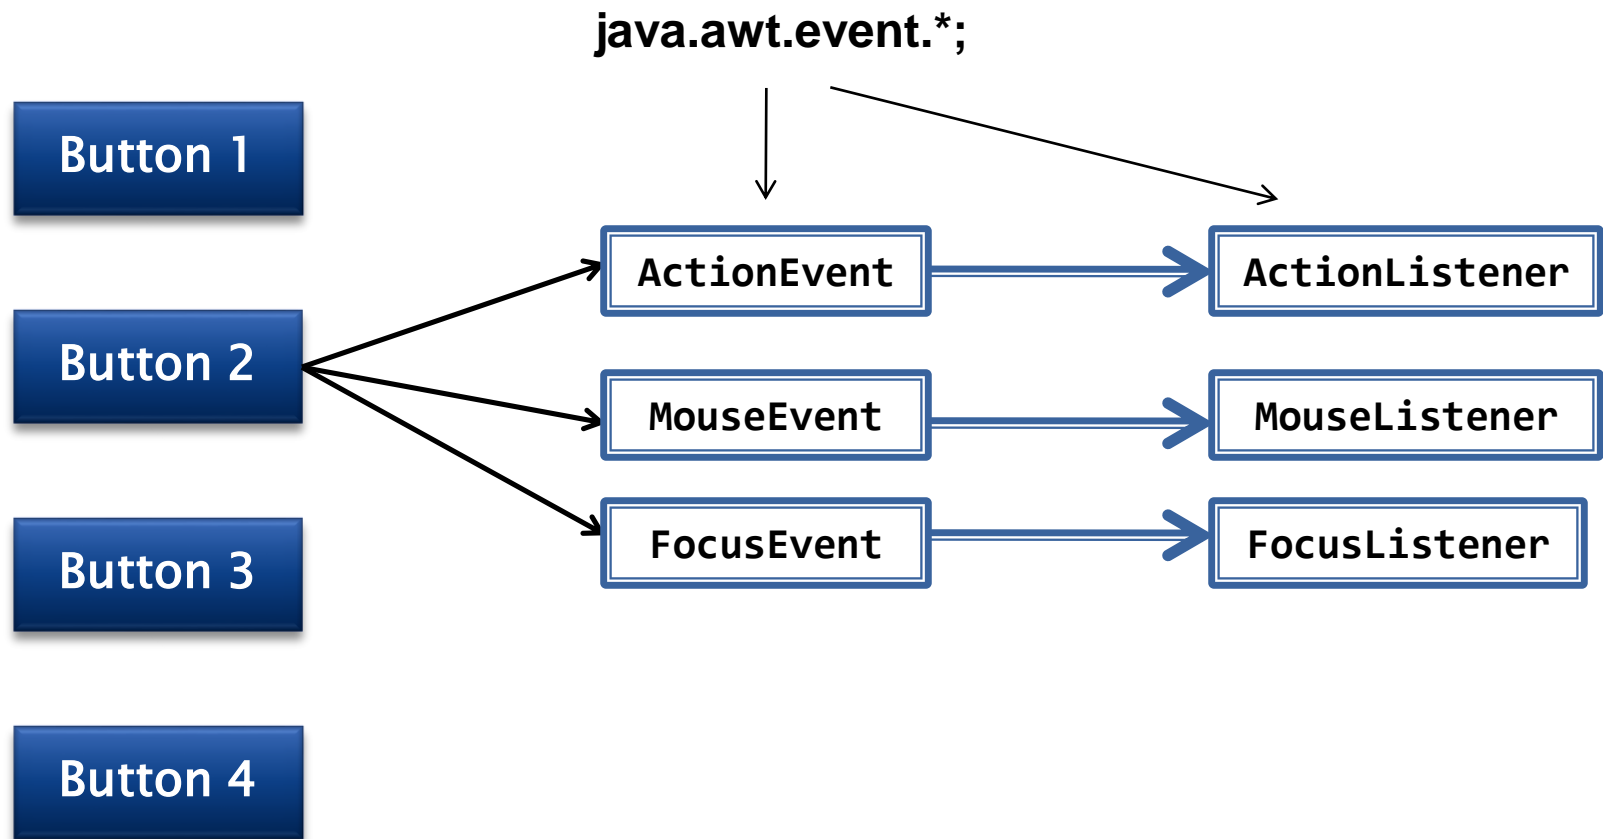 java.awt.event.*;
Button 1
Button 2
Button 3
Button 4
ActionEvent
ActionListener
MouseEvent
MouseListener
FocusEvent
FocusListener